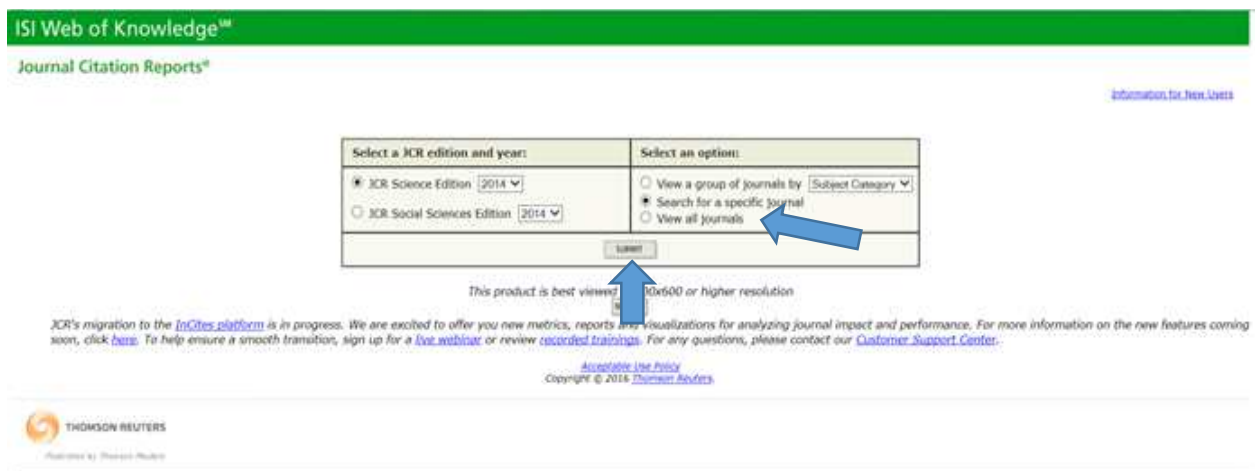 ISI Web of Knowledge℠
Journal Citation Reports®
Information for New Users
Select a JCR edition and year:
Select an option:
JCR Science Edition 2014
JCR Social Sciences Edition 2014
View a group of journals by Subject Category
Search for a specific journal
View all journals
SUBMIT
This product is best viewed 00x600 or higher resolution
JCR's migration to the InCites platform is in progress. We are excited to offer you new metrics, reports and visualizations for analyzing journal impact and performance. For more information on the new features coming
soon, click here. To help ensure a smooth transition, sign up for a live webinar or review recorded trainings. For any questions, please contact our Customer Support Center.
Acceptable Use Policy
Copyright © 2016 Thomson Reuters.
THOMSON REUTERS
Published by Thomson Reuters